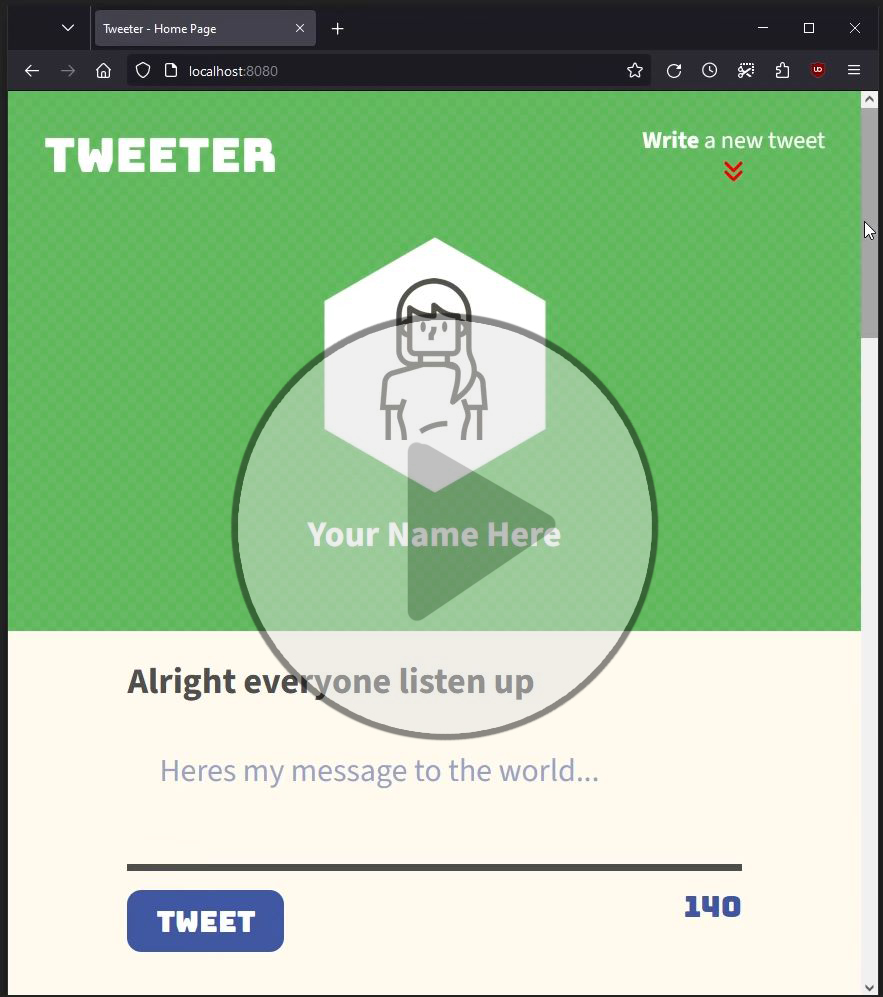 Tweeter - Home Page
localhost:8080
TWEETER
Write a new tweet
Your Name Here
Alright everyone listen up
Heres my message to the world...
TWEET
140